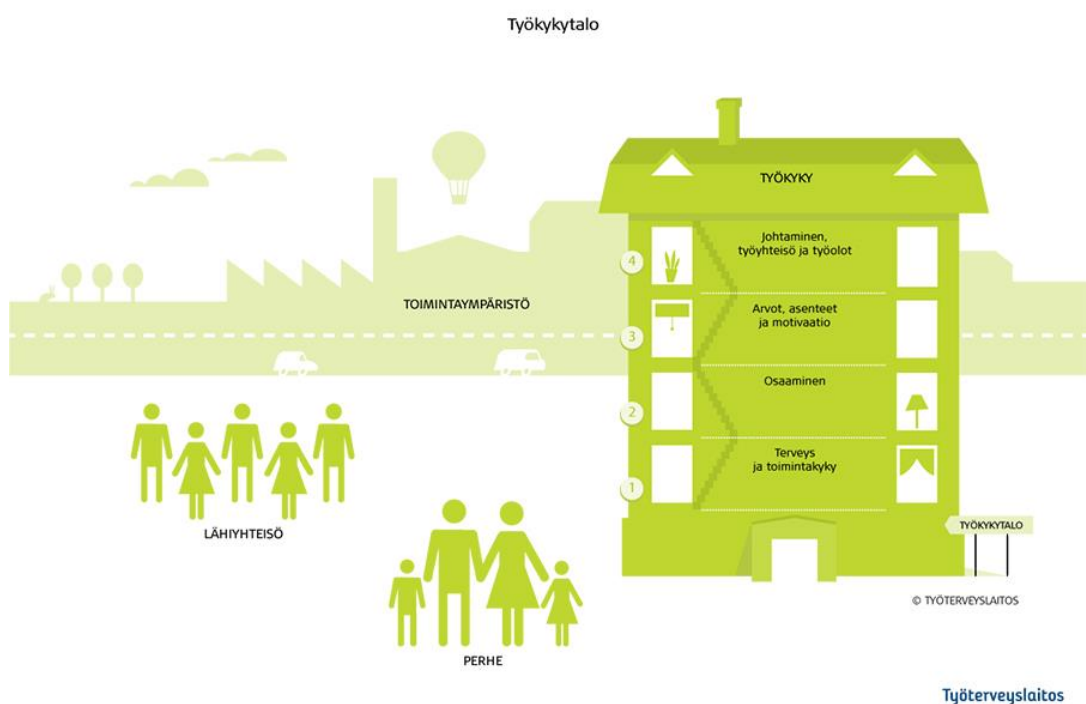 Työkykytalo
TYÖKYKY
4
Johtaminen,
työyhteisö ja työolot
TOIMINTAYMPÄRISTÖ
3
Arvot, asenteet
ja motivaatio
2
Osaaminen
1
Terveys
ja toimintakyky
LÄHIYHTEISÖ
TYÖKYKYTALO
© TYÖTERVEYSLAITOS
PERHE
Työterveyslaitos